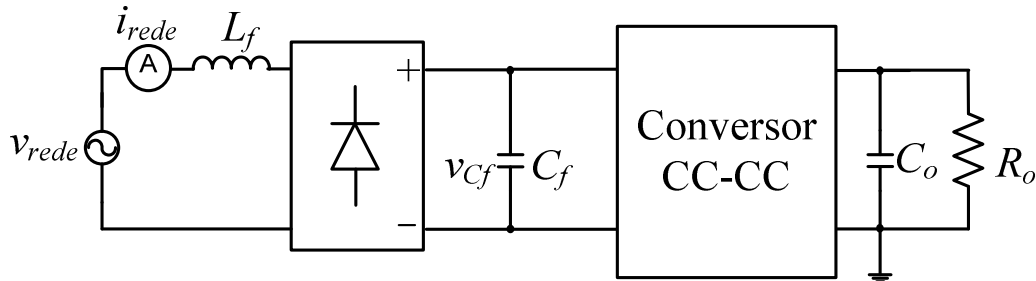 i_rede
L_f
A
v_rede
+
−
v_Cf
C_f
Conversor
CC-CC
C_o
R_o